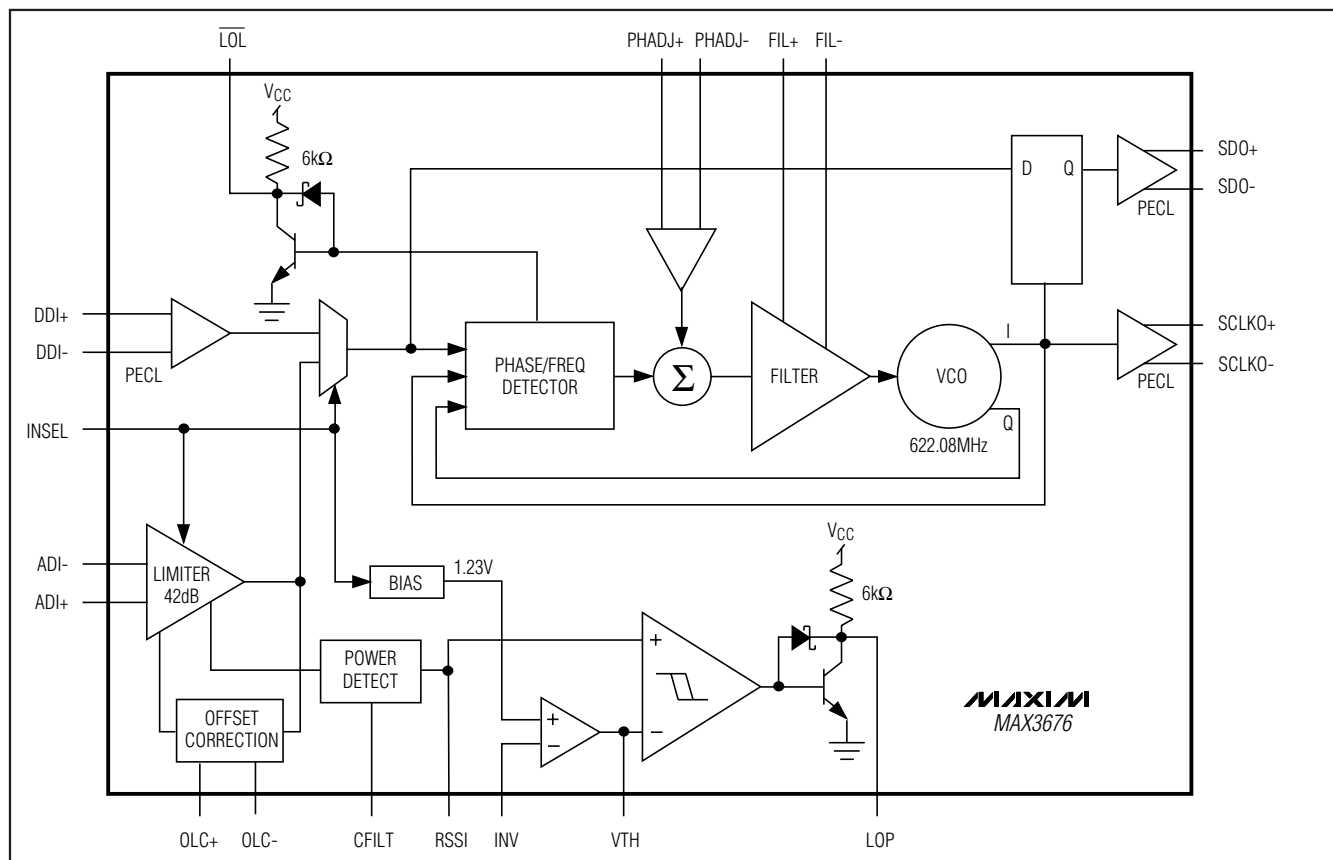 LOL
PHADJ+ PHADJ- FIL+ FIL-
VCC
6kΩ
D Q
SDO+
SDO-
PECL
DDI+
DDI-
PECL
PHASE/FREQ
DETECTOR
Σ
FILTER
VCO
I
Q
622.08MHz
SCLKO+
SCLKO-
PECL
INSEL
ADI-
ADI+
LIMITER
42dB
BIAS
1.23V
VCC
6kΩ
POWER
DETECT
+
-
OFFSET
CORRECTION
+
-
MAXIM
MAX3676
OLC+ OLC- CFILT RSSI INV VTH LOP